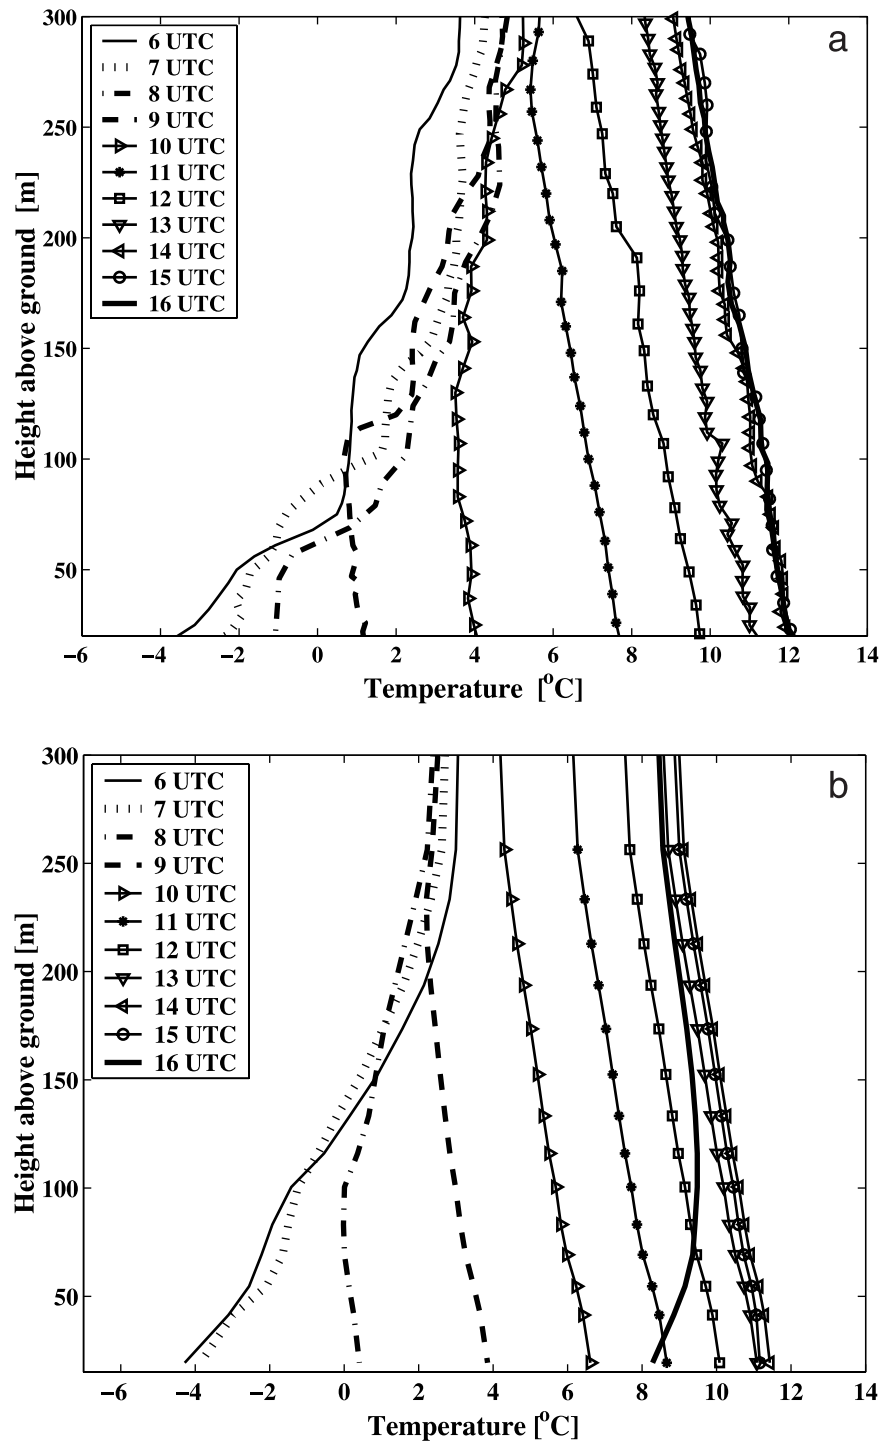 300
250
200
150
100
50
Height above ground [m]
a
6 UTC
7 UTC
8 UTC
9 UTC
10 UTC
11 UTC
12 UTC
13 UTC
14 UTC
15 UTC
16 UTC
−6 −4 −2 0 2 4 6 8 10 12 14
Temperature [°C]
300
250
200
150
100
50
Height above ground [m]
b
6 UTC
7 UTC
8 UTC
9 UTC
10 UTC
11 UTC
12 UTC
13 UTC
14 UTC
15 UTC
16 UTC
−6 −4 −2 0 2 4 6 8 10 12 14
Temperature [°C]